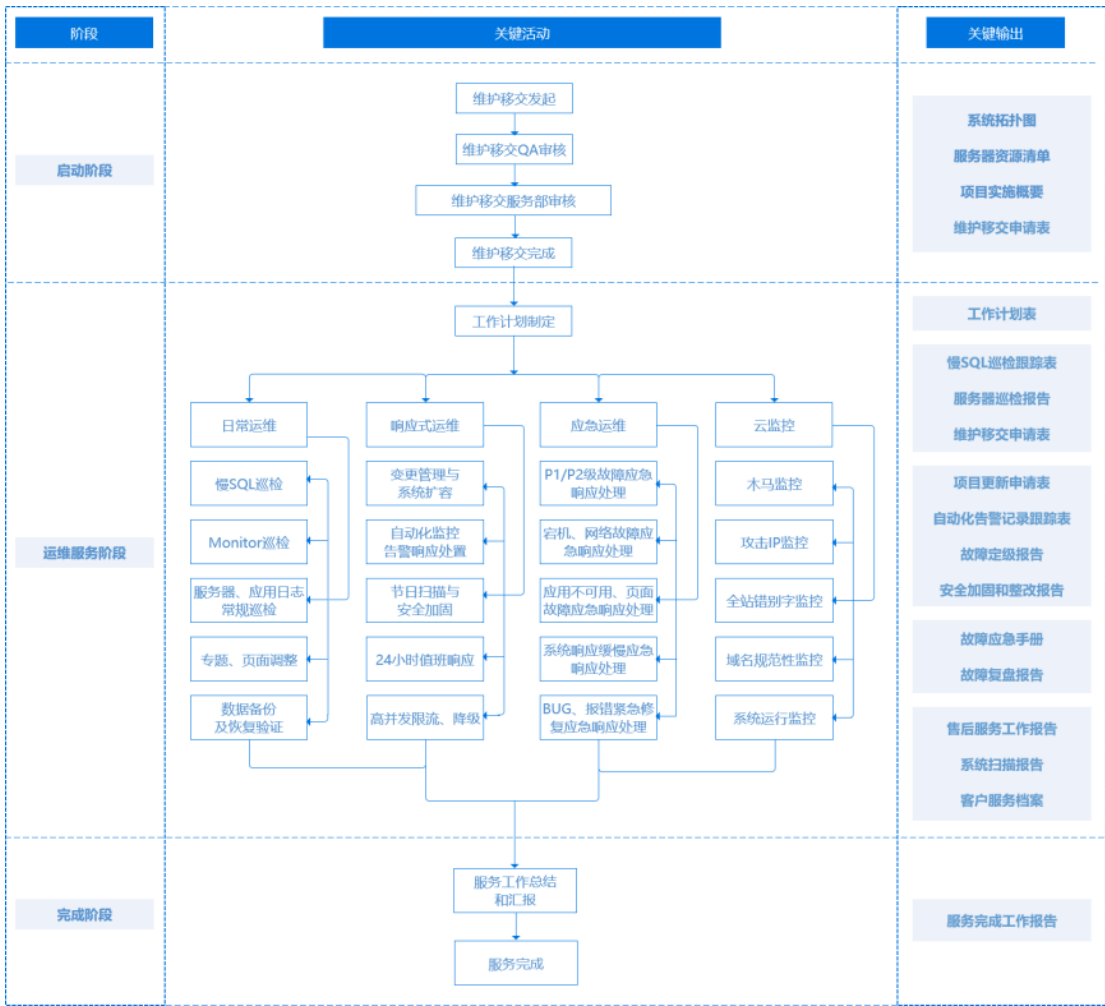 阶段
关键活动
关键输出
启动阶段
维护移交发起
维护移交QA审核
维护移交服务部审核
维护移交完成
系统拓扑图
服务器资源清单
项目实施概要
维护移交申请表
运维服务阶段
工作计划制定
日常运维
慢SQL巡检
Monitor巡检
服务器、应用日志
常规巡检
专题、页面调整
数据备份
及恢复验证
响应式运维
变更管理与
系统扩容
自动化监控
告警响应处置
节日扫描与
安全加固
24小时值班响应
高并发限流、降级
应急运维
P1/P2级故障应急
响应处理
宕机、网络故障应
急响应处理
应用不可用、页面
故障应急响应处理
系统响应缓慢应急
响应处理
BUG、报错紧急修
复应急响应处理
云监控
木马监控
攻击IP监控
全站错别字监控
域名规范性监控
系统运行监控
工作计划表
慢SQL巡检跟踪表
服务器巡检报告
维护移交申请表
项目更新申请表
自动化告警记录跟踪表
故障定级报告
安全加固和整改报告
故障应急手册
故障复盘报告
售后服务工作报告
系统扫描报告
客户服务档案
完成阶段
服务工作总结
和汇报
服务完成
服务完成工作报告